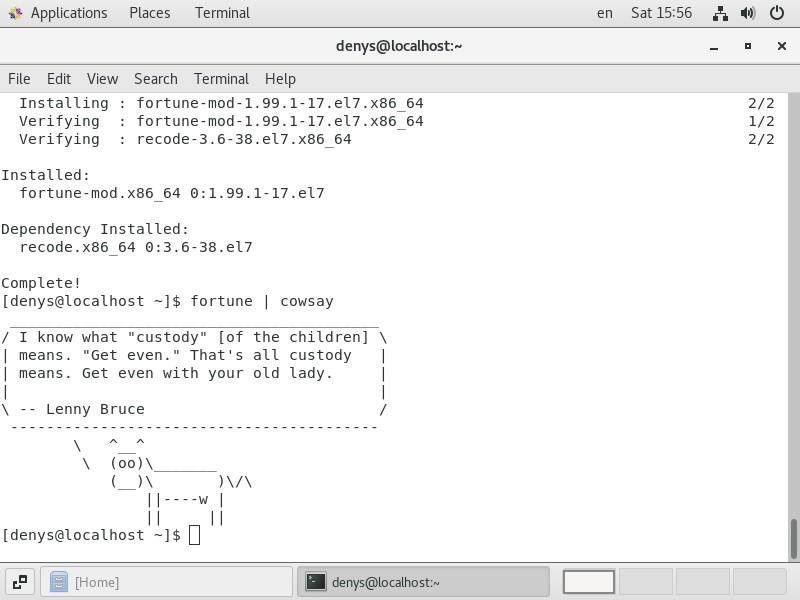 Applications Places Terminal en Sat 15:56
denys@localhost:~
File Edit View Search Terminal Help
  Installing : fortune-mod-1.99.1-17.el7.x86_64 2/2
  Verifying  : fortune-mod-1.99.1-17.el7.x86_64 1/2
  Verifying  : recode-3.6-38.el7.x86_64 2/2
Installed:
  fortune-mod.x86_64 0:1.99.1-17.el7
Dependency Installed:
  recode.x86_64 0:3.6-38.el7
Complete!
[denys@localhost ~]$ fortune | cowsay
 _________________________________________
/ I know what "custody" [of the children] \
| means. "Get even." That's all custody   |
| means. Get even with your old lady.     |
|                                         |
\ -- Lenny Bruce                          /
 -----------------------------------------
        \   ^__^
         \  (oo)\_______
            (__)\       )\/\
                ||----w |
                ||     ||
[denys@localhost ~]$
[Home] denys@localhost:~